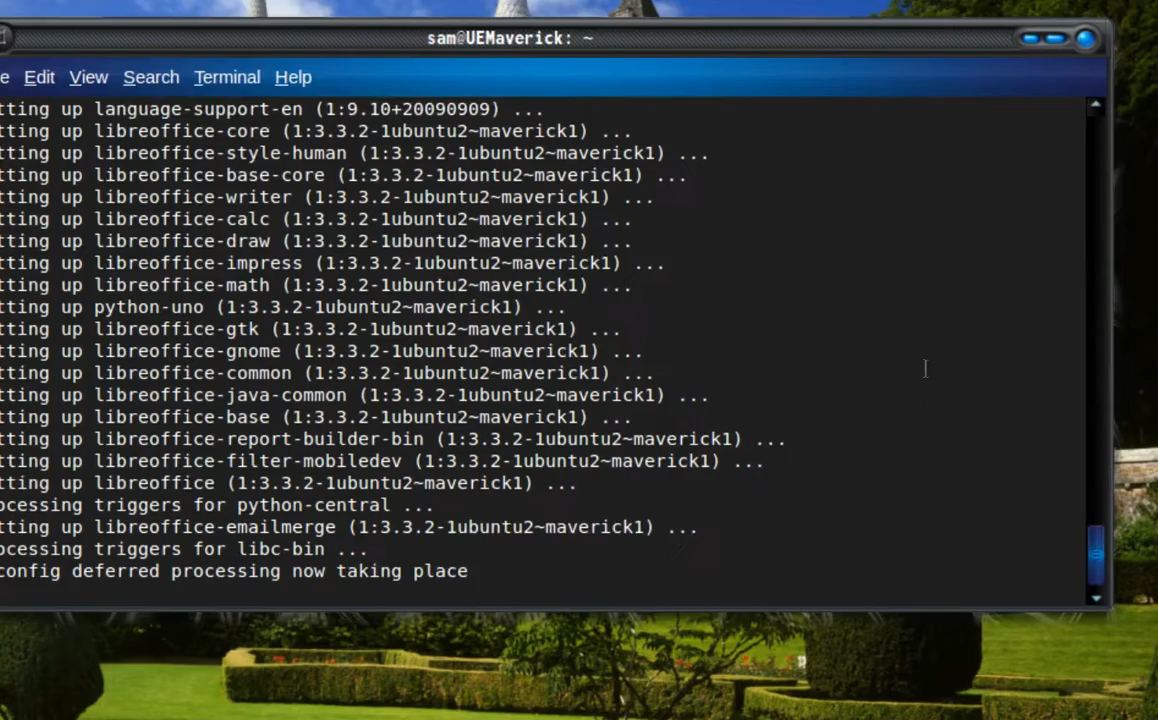 sam@UEMaverick: ~
e Edit View Search Terminal Help
tting up language-support-en (1:9.10+20090909) ...
tting up libreoffice-core (1:3.3.2-1ubuntu2~maverick1) ...
tting up libreoffice-style-human (1:3.3.2-1ubuntu2~maverick1) ...
tting up libreoffice-base-core (1:3.3.2-1ubuntu2~maverick1) ...
tting up libreoffice-writer (1:3.3.2-1ubuntu2~maverick1) ...
tting up libreoffice-calc (1:3.3.2-1ubuntu2~maverick1) ...
tting up libreoffice-draw (1:3.3.2-1ubuntu2~maverick1) ...
tting up libreoffice-impress (1:3.3.2-1ubuntu2~maverick1) ...
tting up libreoffice-math (1:3.3.2-1ubuntu2~maverick1) ...
tting up python-uno (1:3.3.2-1ubuntu2~maverick1) ...
tting up libreoffice-gtk (1:3.3.2-1ubuntu2~maverick1) ...
tting up libreoffice-gnome (1:3.3.2-1ubuntu2~maverick1) ...
tting up libreoffice-common (1:3.3.2-1ubuntu2~maverick1) ...
tting up libreoffice-java-common (1:3.3.2-1ubuntu2~maverick1) ...
tting up libreoffice-base (1:3.3.2-1ubuntu2~maverick1) ...
tting up libreoffice-report-builder-bin (1:3.3.2-1ubuntu2~maverick1) ...
tting up libreoffice-filter-mobiledev (1:3.3.2-1ubuntu2~maverick1) ...
tting up libreoffice (1:3.3.2-1ubuntu2~maverick1) ...
ocessing triggers for python-central ...
tting up libreoffice-emailmerge (1:3.3.2-1ubuntu2~maverick1) ...
ocessing triggers for libc-bin ...
config deferred processing now taking place